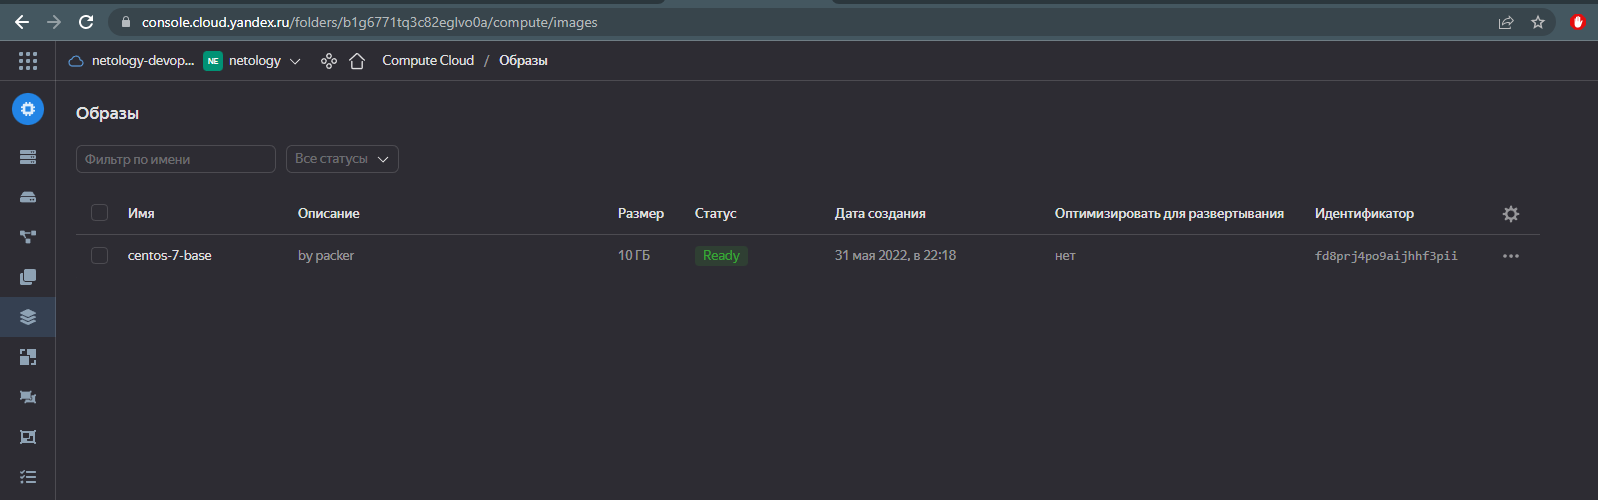 console.cloud.yandex.ru/folders/b1g6771tq3c82eglvo0a/compute/images
netology-devop... NE netology Compute Cloud / Образы
Образы
Фильтр по имени Все статусы
Имя Описание Размер Статус Дата создания Оптимизировать для развертывания Идентификатор
centos-7-base by packer 10 ГБ Ready 31 мая 2022, в 22:18 нет fd8prj4po9aijhhf3pii